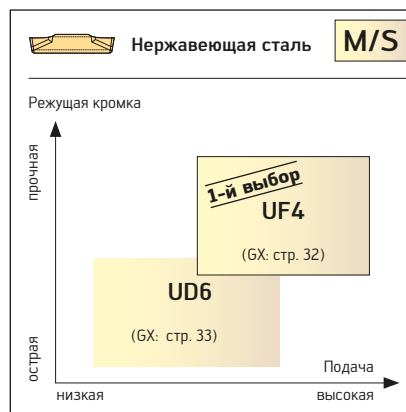 Нержавеющая сталь M/S
Режущая кромка
прочная
1-й выбор
UF4
(GX: стр. 32)
UD6
(GX: стр. 33)
острая
Подача
низкая высокая